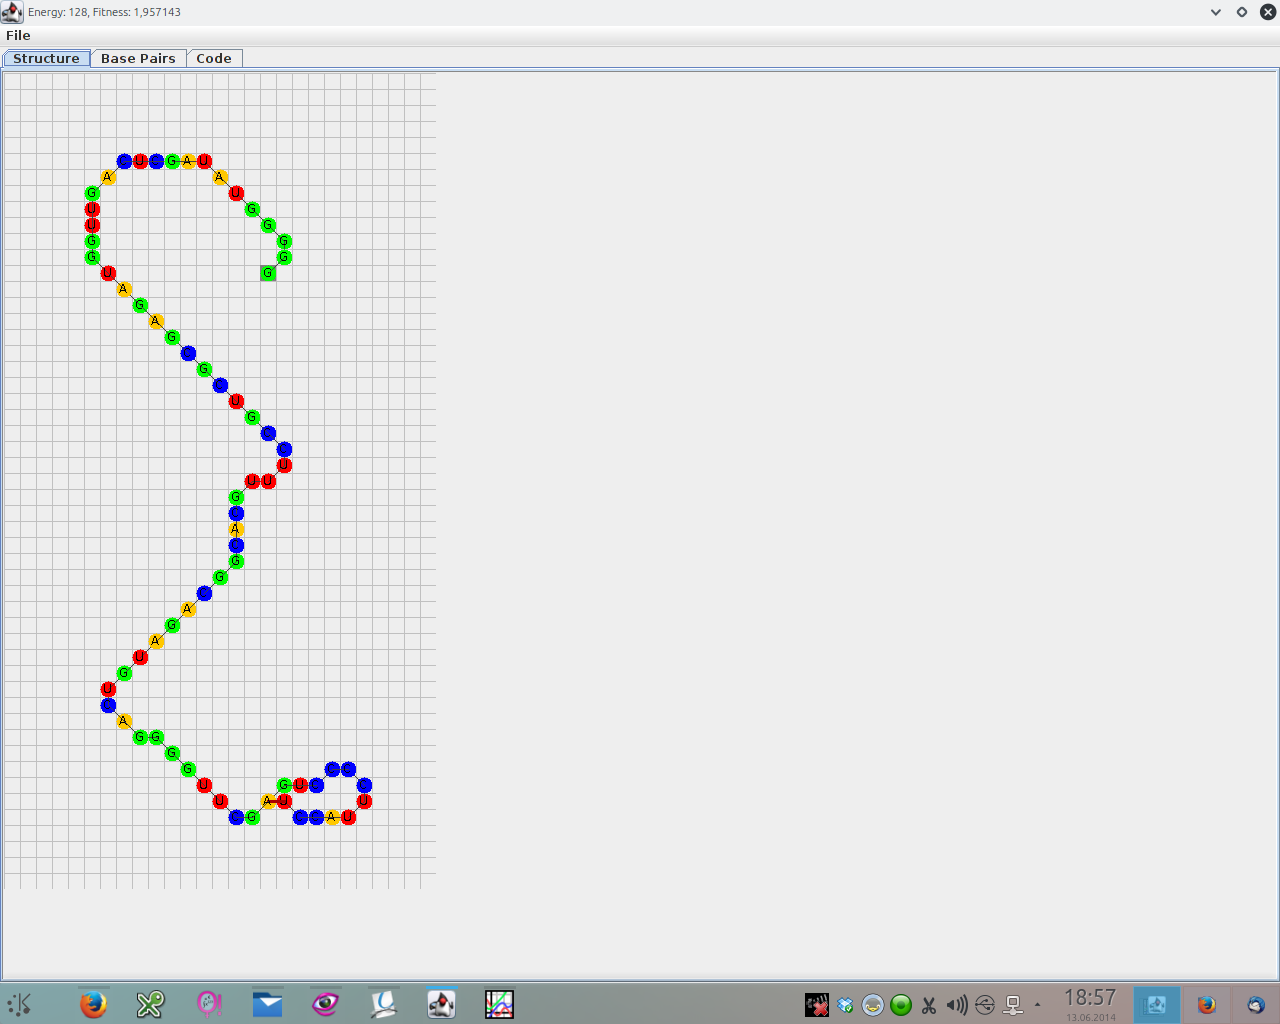 Energy: 128, Fitness: 1,957143
File
Structure Base Pairs Code
C U C G A U
A A
G U
U G
U G
G G
G G
U G
A
G
A
G
C
G
C
U
G
C
C
U
U U
G
C
A
C
G
G
C
A
G
A
U
G
U
C
A
G G
G C C
G
U G U C C
U A U U
C G C C A U
18:57
13.06.2014